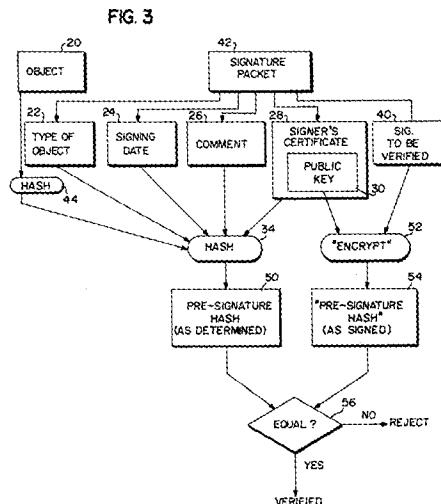 FIG. 3
20
42
OBJECT
SIGNATURE
PACKET
22
24
26
28
40
TYPE OF
OBJECT
SIGNING
DATE
COMMENT
SIGNER'S
CERTIFICATE
PUBLIC
KEY
30
SIG.
TO BE
VERIFIED
HASH
44
HASH
34
"ENCRYPT"
52
50
54
PRE-SIGNATURE
HASH
(AS DETERMINED)
"PRE-SIGNATURE
HASH"
(AS SIGNED)
56
EQUAL ?
NO
REJECT
YES
VERIFIED